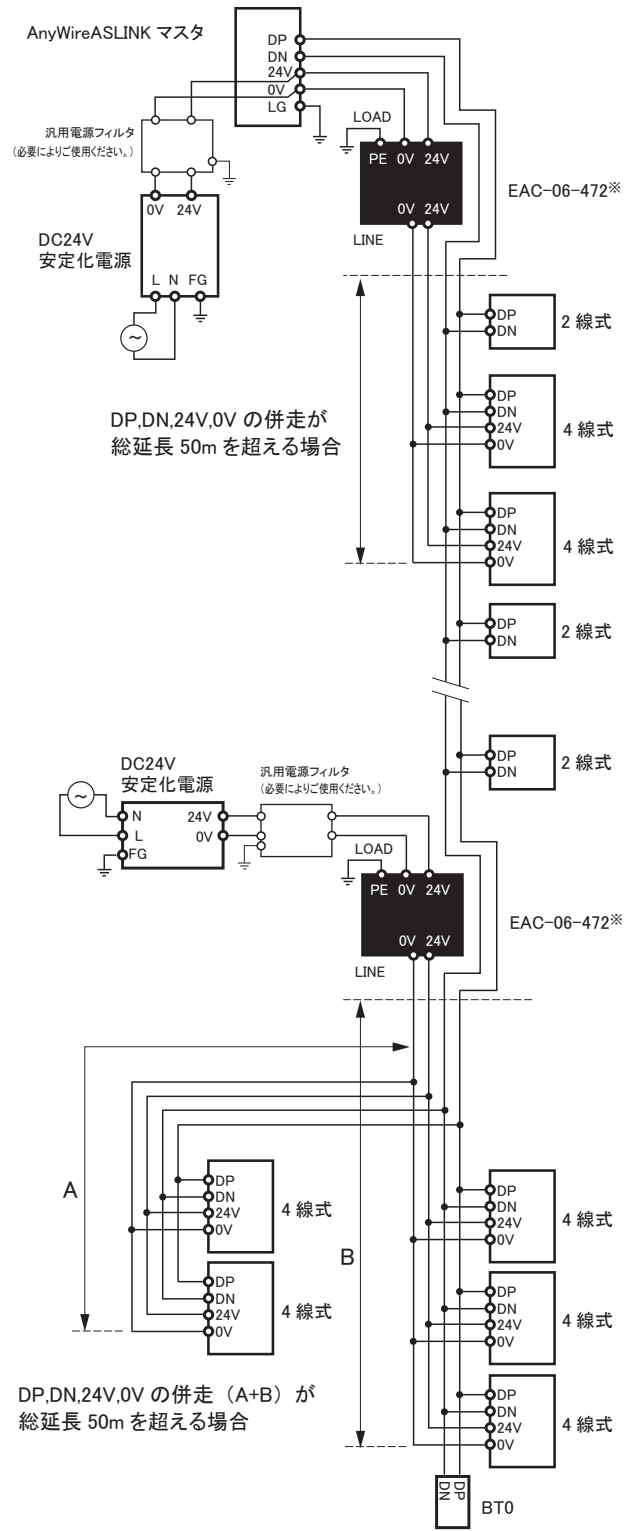 AnyWireASLINK マスタ
DP
DN
24V
0V
LG
汎用電源フィルタ
（必要によりご使用ください。）
0V 24V
DC24V
安定化電源
L N FG
~
LOAD
PE 0V 24V
0V 24V
LINE
EAC-06-472※
DP
DN
2 線式
DP,DN,24V,0V の併走が
総延長 50m を超える場合
DP
DN
24V
0V
4 線式
DP
DN
24V
0V
4 線式
DP
DN
2 線式
DP
DN
2 線式
DC24V
安定化電源
汎用電源フィルタ
（必要によりご使用ください。）
~
N
L
FG
24V
0V
LOAD
PE 0V 24V
0V 24V
LINE
EAC-06-472※
A
DP
DN
24V
0V
4 線式
DP
DN
24V
0V
4 線式
B
DP
DN
24V
0V
4 線式
DP
DN
24V
0V
4 線式
DP
DN
24V
0V
4 線式
DP,DN,24V,0V の併走（A+B）が
総延長 50m を超える場合
DP
DN
BT0